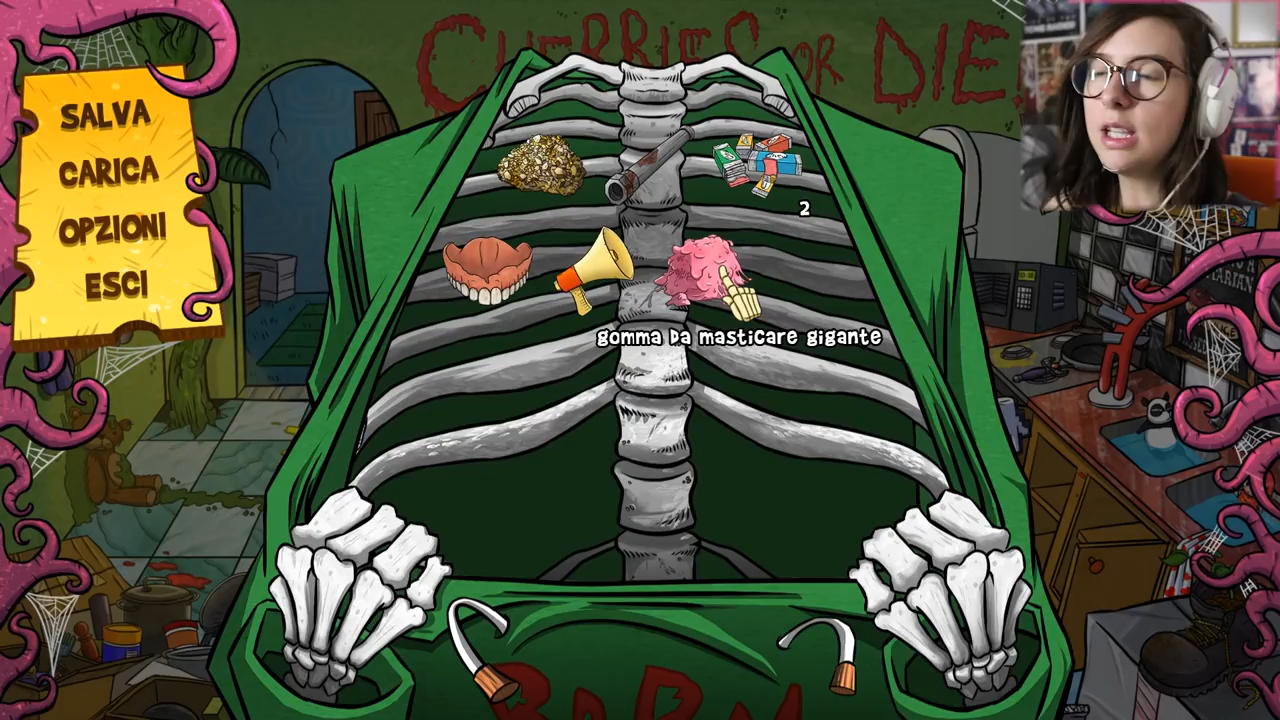 CHERRIES OR DIE!
SALVA
CARICA
OPZIONI
ESCI
2
gomma da masticare gigante